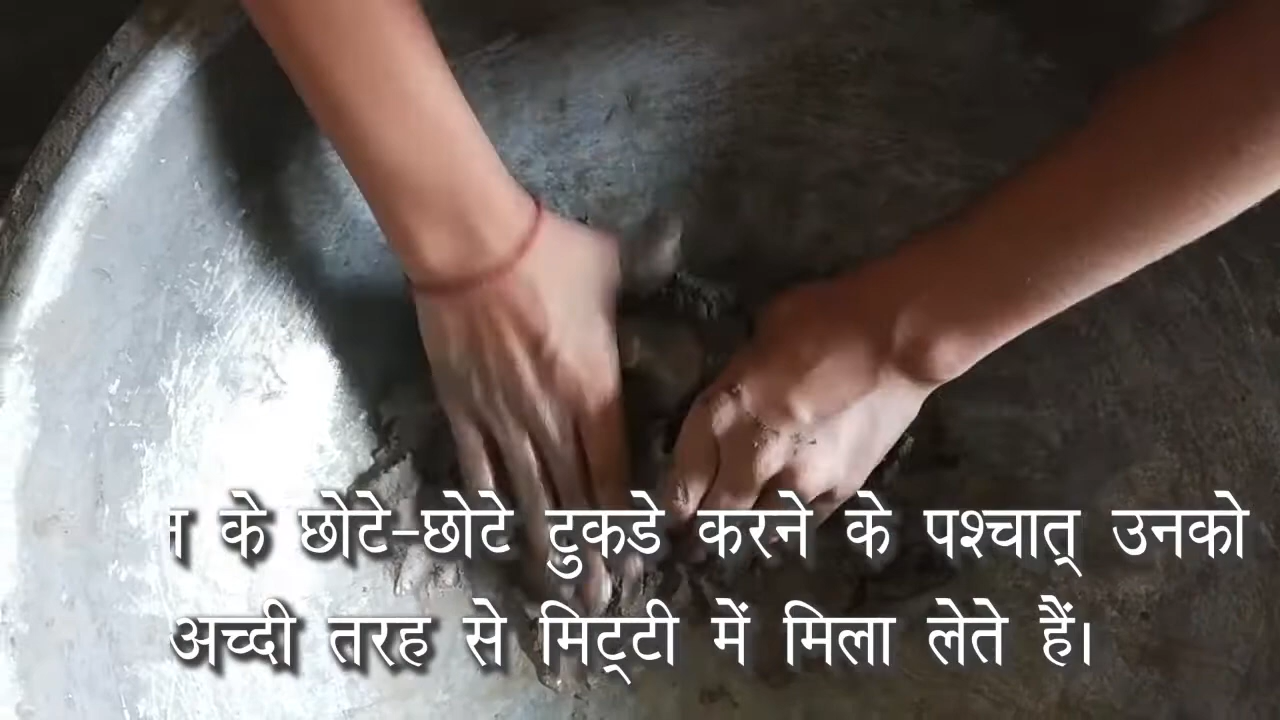 के छोटे-छोटे टुकडे करने के पश्चात् उनको
अच्दी तरह से मिट्टी में मिला लेते हैं।